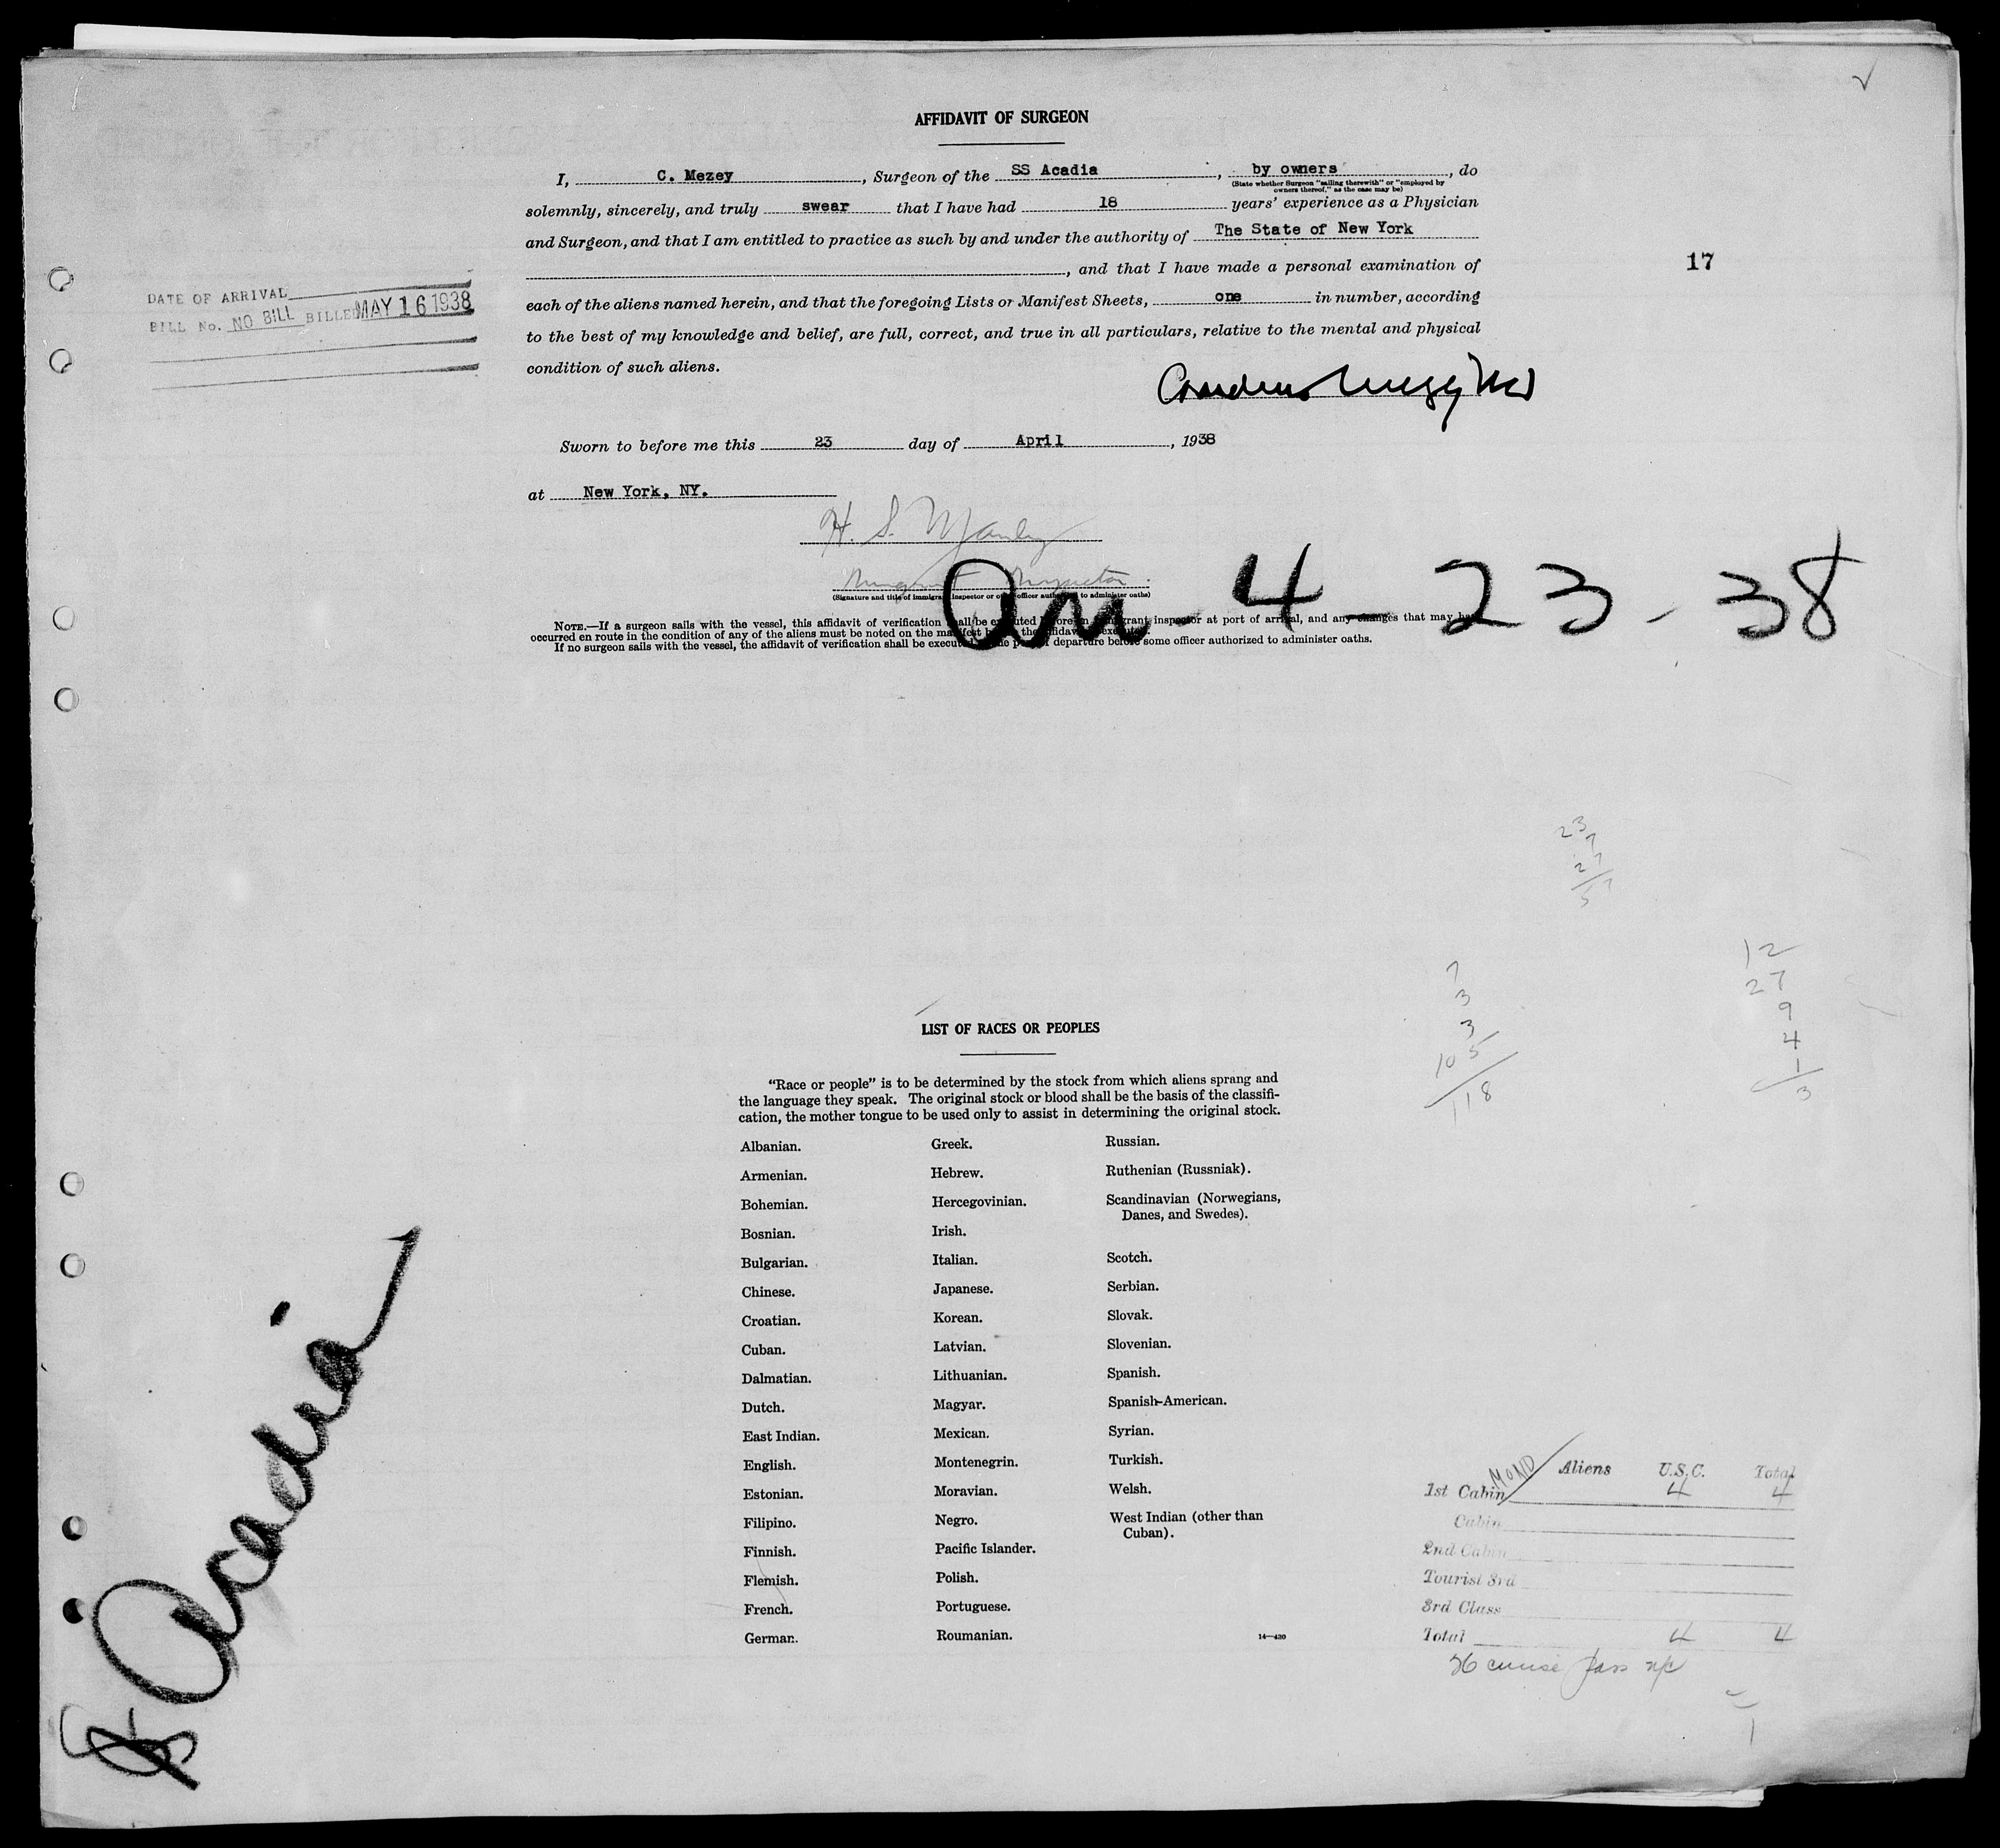 AFFIDAVIT OF SURGEON
I, C. Mezey, Surgeon of the SS Acadia, by owners, do
(State whether Surgeon "sailing therewith" or "employed by
owners thereof," as the case may be)
solemnly, sincerely, and truly swear that I have had 18 years' experience as a Physician
and Surgeon, and that I am entitled to practice as such by and under the authority of The State of New York
, and that I have made a personal examination of
17
each of the aliens named herein, and that the foregoing Lists or Manifest Sheets, one in number, according
to the best of my knowledge and belief, are full, correct, and true in all particulars, relative to the mental and physical
condition of such aliens.
DATE OF ARRIVAL
BILL No. NO BILL BILLED MAY 16 1938
Sworn to before me this 23 day of April, 1938
at New York, NY.
H. S. Manley
Inspector
(Signature and title of immigrant inspector or other officer authorized to administer oaths)
Arr - 4 - 23 - 38
NOTE.—If a surgeon sails with the vessel, this affidavit of verification shall be executed before an immigrant inspector at port of arrival, and any changes that may have
occurred en route in the condition of any of the aliens must be noted on the manifest before the affidavit is executed.
If no surgeon sails with the vessel, the affidavit of verification shall be executed at the port of departure before some officer authorized to administer oaths.
23
7
12
27
9
4
1
3
7
3
3
10 5
118
LIST OF RACES OR PEOPLES
"Race or people" is to be determined by the stock from which aliens sprang and
the language they speak. The original stock or blood shall be the basis of the classifi-
cation, the mother tongue to be used only to assist in determining the original stock.
Albanian.
Armenian.
Bohemian.
Bosnian.
Bulgarian.
Chinese.
Croatian.
Cuban.
Dalmatian.
Dutch.
East Indian.
English.
Estonian.
Filipino.
Finnish.
Flemish.
French.
German.
Greek.
Hebrew.
Hercegovinian.
Irish.
Italian.
Japanese.
Korean.
Latvian.
Lithuanian.
Magyar.
Mexican.
Montenegrin.
Moravian.
Negro.
Pacific Islander.
Polish.
Portuguese.
Roumanian.
Russian.
Ruthenian (Russniak).
Scandinavian (Norwegians,
Danes, and Swedes).
Scotch.
Serbian.
Slovak.
Slovenian.
Spanish.
Spanish-American.
Syrian.
Turkish.
Welsh.
West Indian (other than
Cuban).
14—430
Aliens U.S.C. Total
1st Cabin 4 4
Cabin
2nd Cabin
Tourist 3rd
3rd Class
Total 4 4
cruise pass
Acadia